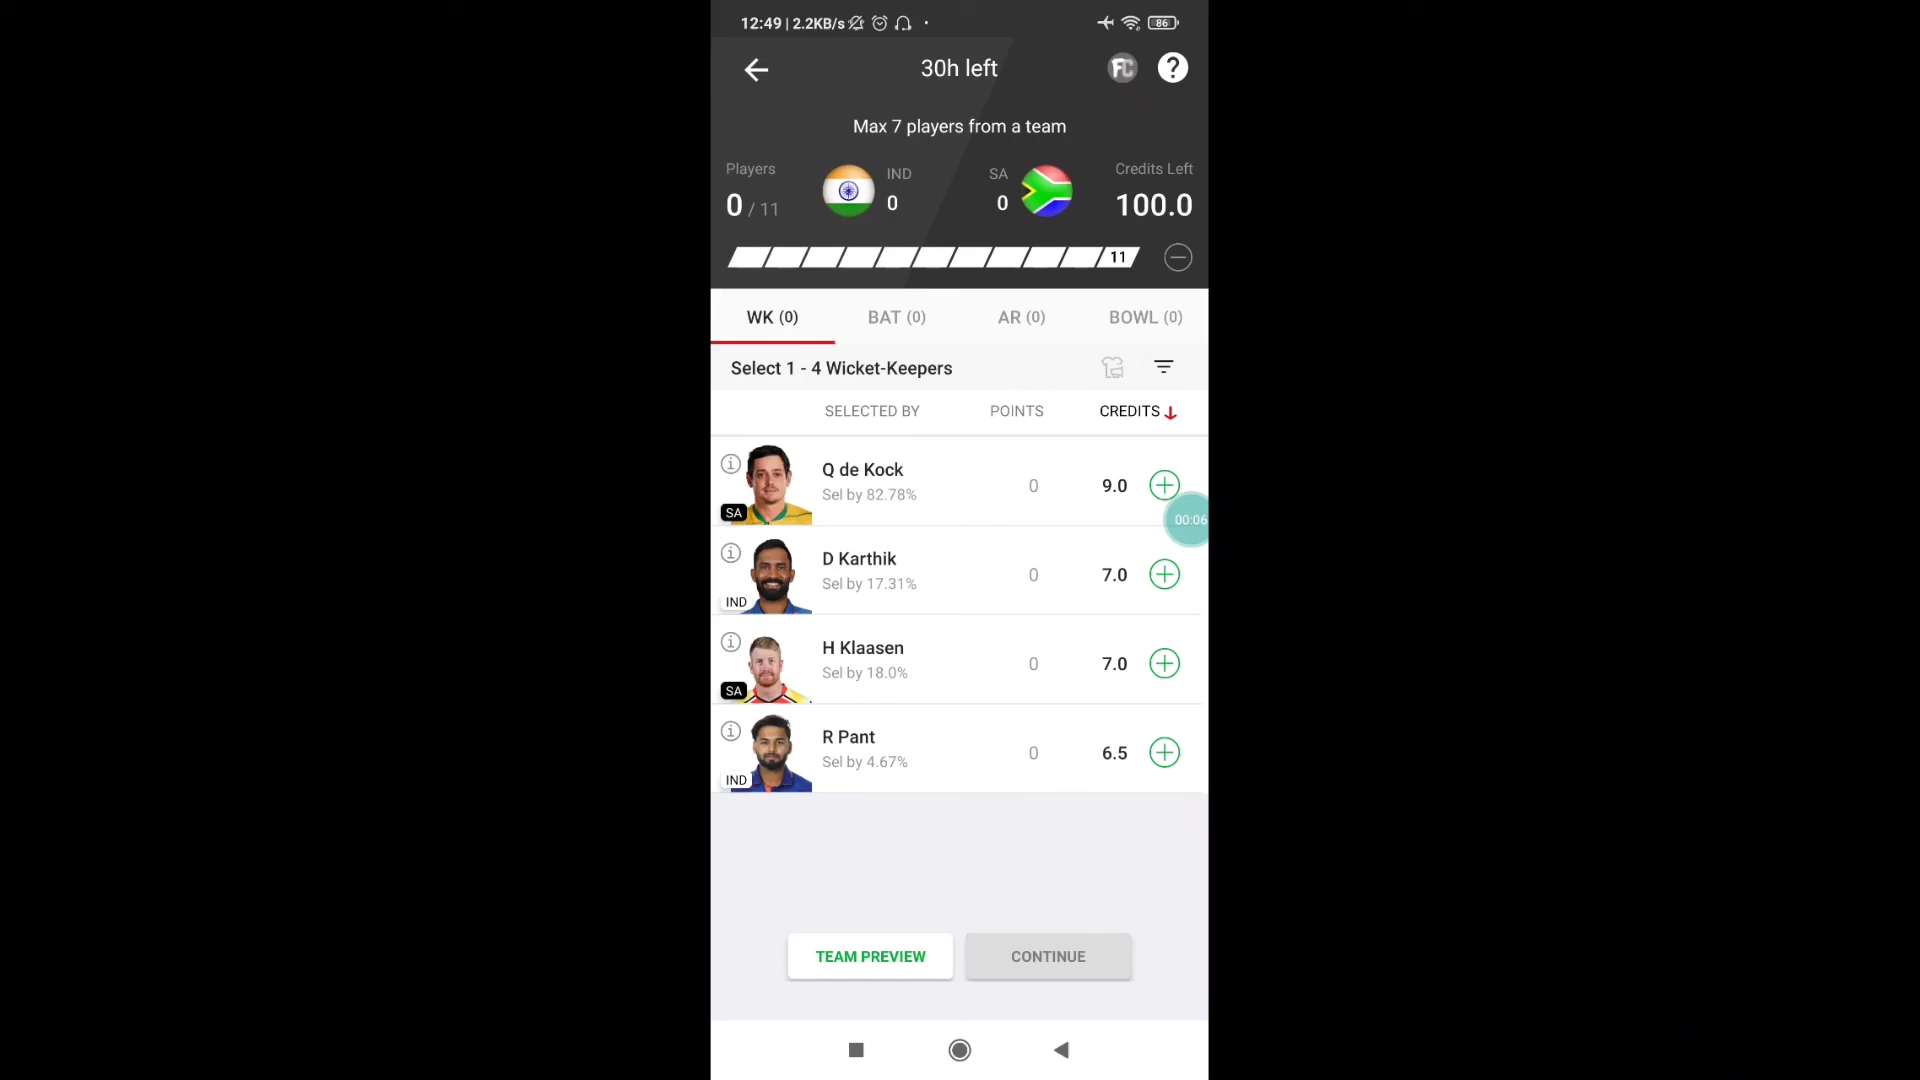 12:49 | 2.2KB/s
86
30h left
FC
?
Max 7 players from a team
Players
0 / 11
IND
0
SA
0
Credits Left
100.0
11
WK (0)
BAT (0)
AR (0)
BOWL (0)
Select 1 - 4 Wicket-Keepers
SELECTED BY
POINTS
CREDITS
Q de Kock
Sel by 82.78%
0
9.0
SA
00:06
D Karthik
Sel by 17.31%
0
7.0
IND
H Klaasen
Sel by 18.0%
0
7.0
SA
R Pant
Sel by 4.67%
0
6.5
IND
TEAM PREVIEW
CONTINUE